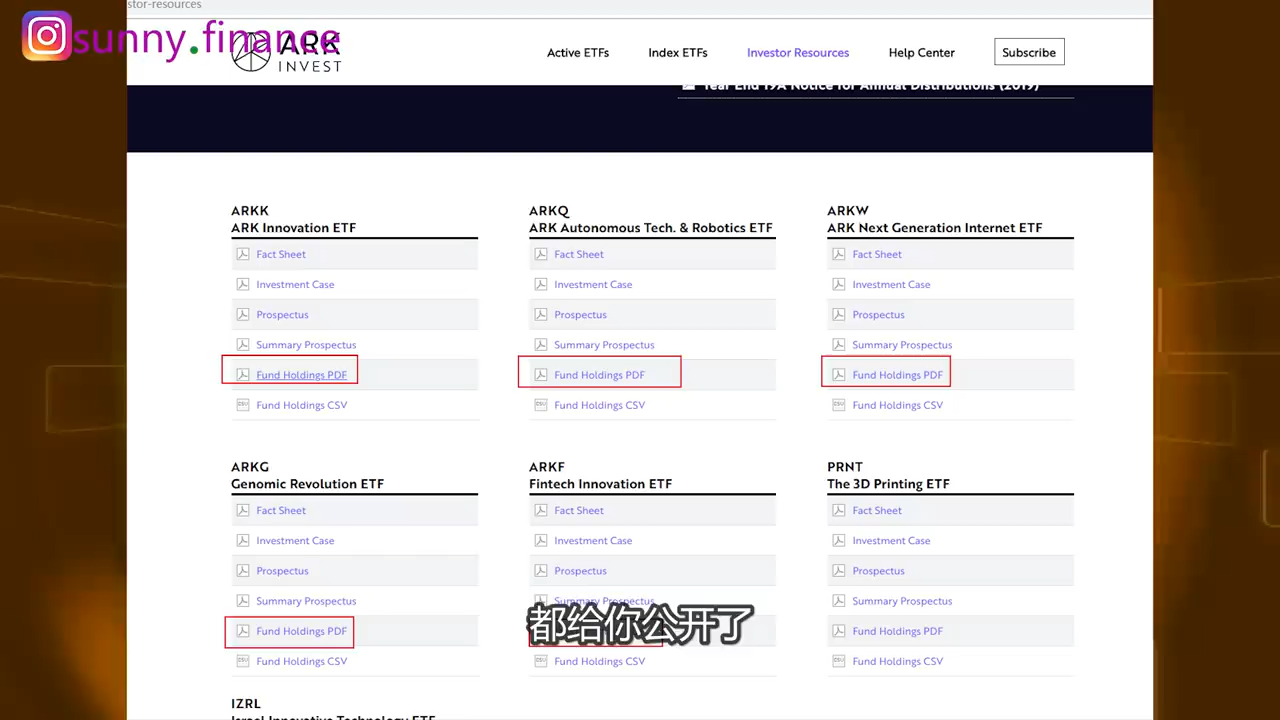 stor-resources
sunny.finance
ARK
INVEST
Active ETFs
Index ETFs
Investor Resources
Help Center
Subscribe
Year End 19A Notice for Annual Distributions (2019)
ARKK
ARK Innovation ETF
Fact Sheet
Investment Case
Prospectus
Summary Prospectus
Fund Holdings PDF
Fund Holdings CSV
ARKQ
ARK Autonomous Tech. & Robotics ETF
Fact Sheet
Investment Case
Prospectus
Summary Prospectus
Fund Holdings PDF
Fund Holdings CSV
ARKW
ARK Next Generation Internet ETF
Fact Sheet
Investment Case
Prospectus
Summary Prospectus
Fund Holdings PDF
Fund Holdings CSV
ARKG
Genomic Revolution ETF
Fact Sheet
Investment Case
Prospectus
Summary Prospectus
Fund Holdings PDF
Fund Holdings CSV
ARKF
Fintech Innovation ETF
Fact Sheet
Investment Case
Prospectus
Summary Prospectus
都给你公开了
Fund Holdings CSV
PRNT
The 3D Printing ETF
Fact Sheet
Investment Case
Prospectus
Summary Prospectus
Fund Holdings PDF
Fund Holdings CSV
IZRL
Israel Innovative Technology ETF